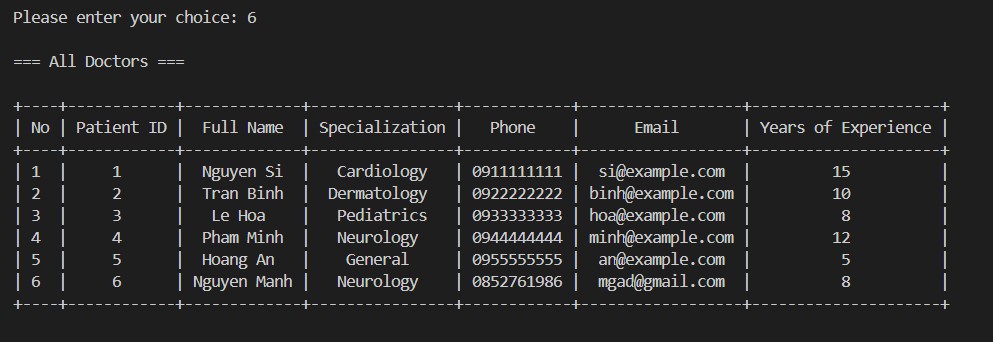 Please enter your choice: 6
=== All Doctors ===
+----+------------+-------------+----------------+------------+------------------+---------------------+
| No | Patient ID |  Full Name  | Specialization |   Phone    |      Email       | Years of Experience |
+----+------------+-------------+----------------+------------+------------------+---------------------+
| 1  |     1      |  Nguyen Si  |   Cardiology   | 0911111111 |  si@example.com  |         15          |
| 2  |     2      |  Tran Binh  |  Dermatology   | 0922222222 | binh@example.com |         10          |
| 3  |     3      |   Le Hoa    |   Pediatrics   | 0933333333 | hoa@example.com  |          8          |
| 4  |     4      |  Pham Minh  |   Neurology    | 0944444444 | minh@example.com |         12          |
| 5  |     5      |  Hoang An   |    General     | 0955555555 |  an@example.com  |          5          |
| 6  |     6      | Nguyen Manh |   Neurology    | 0852761986 |  mgad@gmail.com  |          8          |
+----+------------+-------------+----------------+------------+------------------+---------------------+